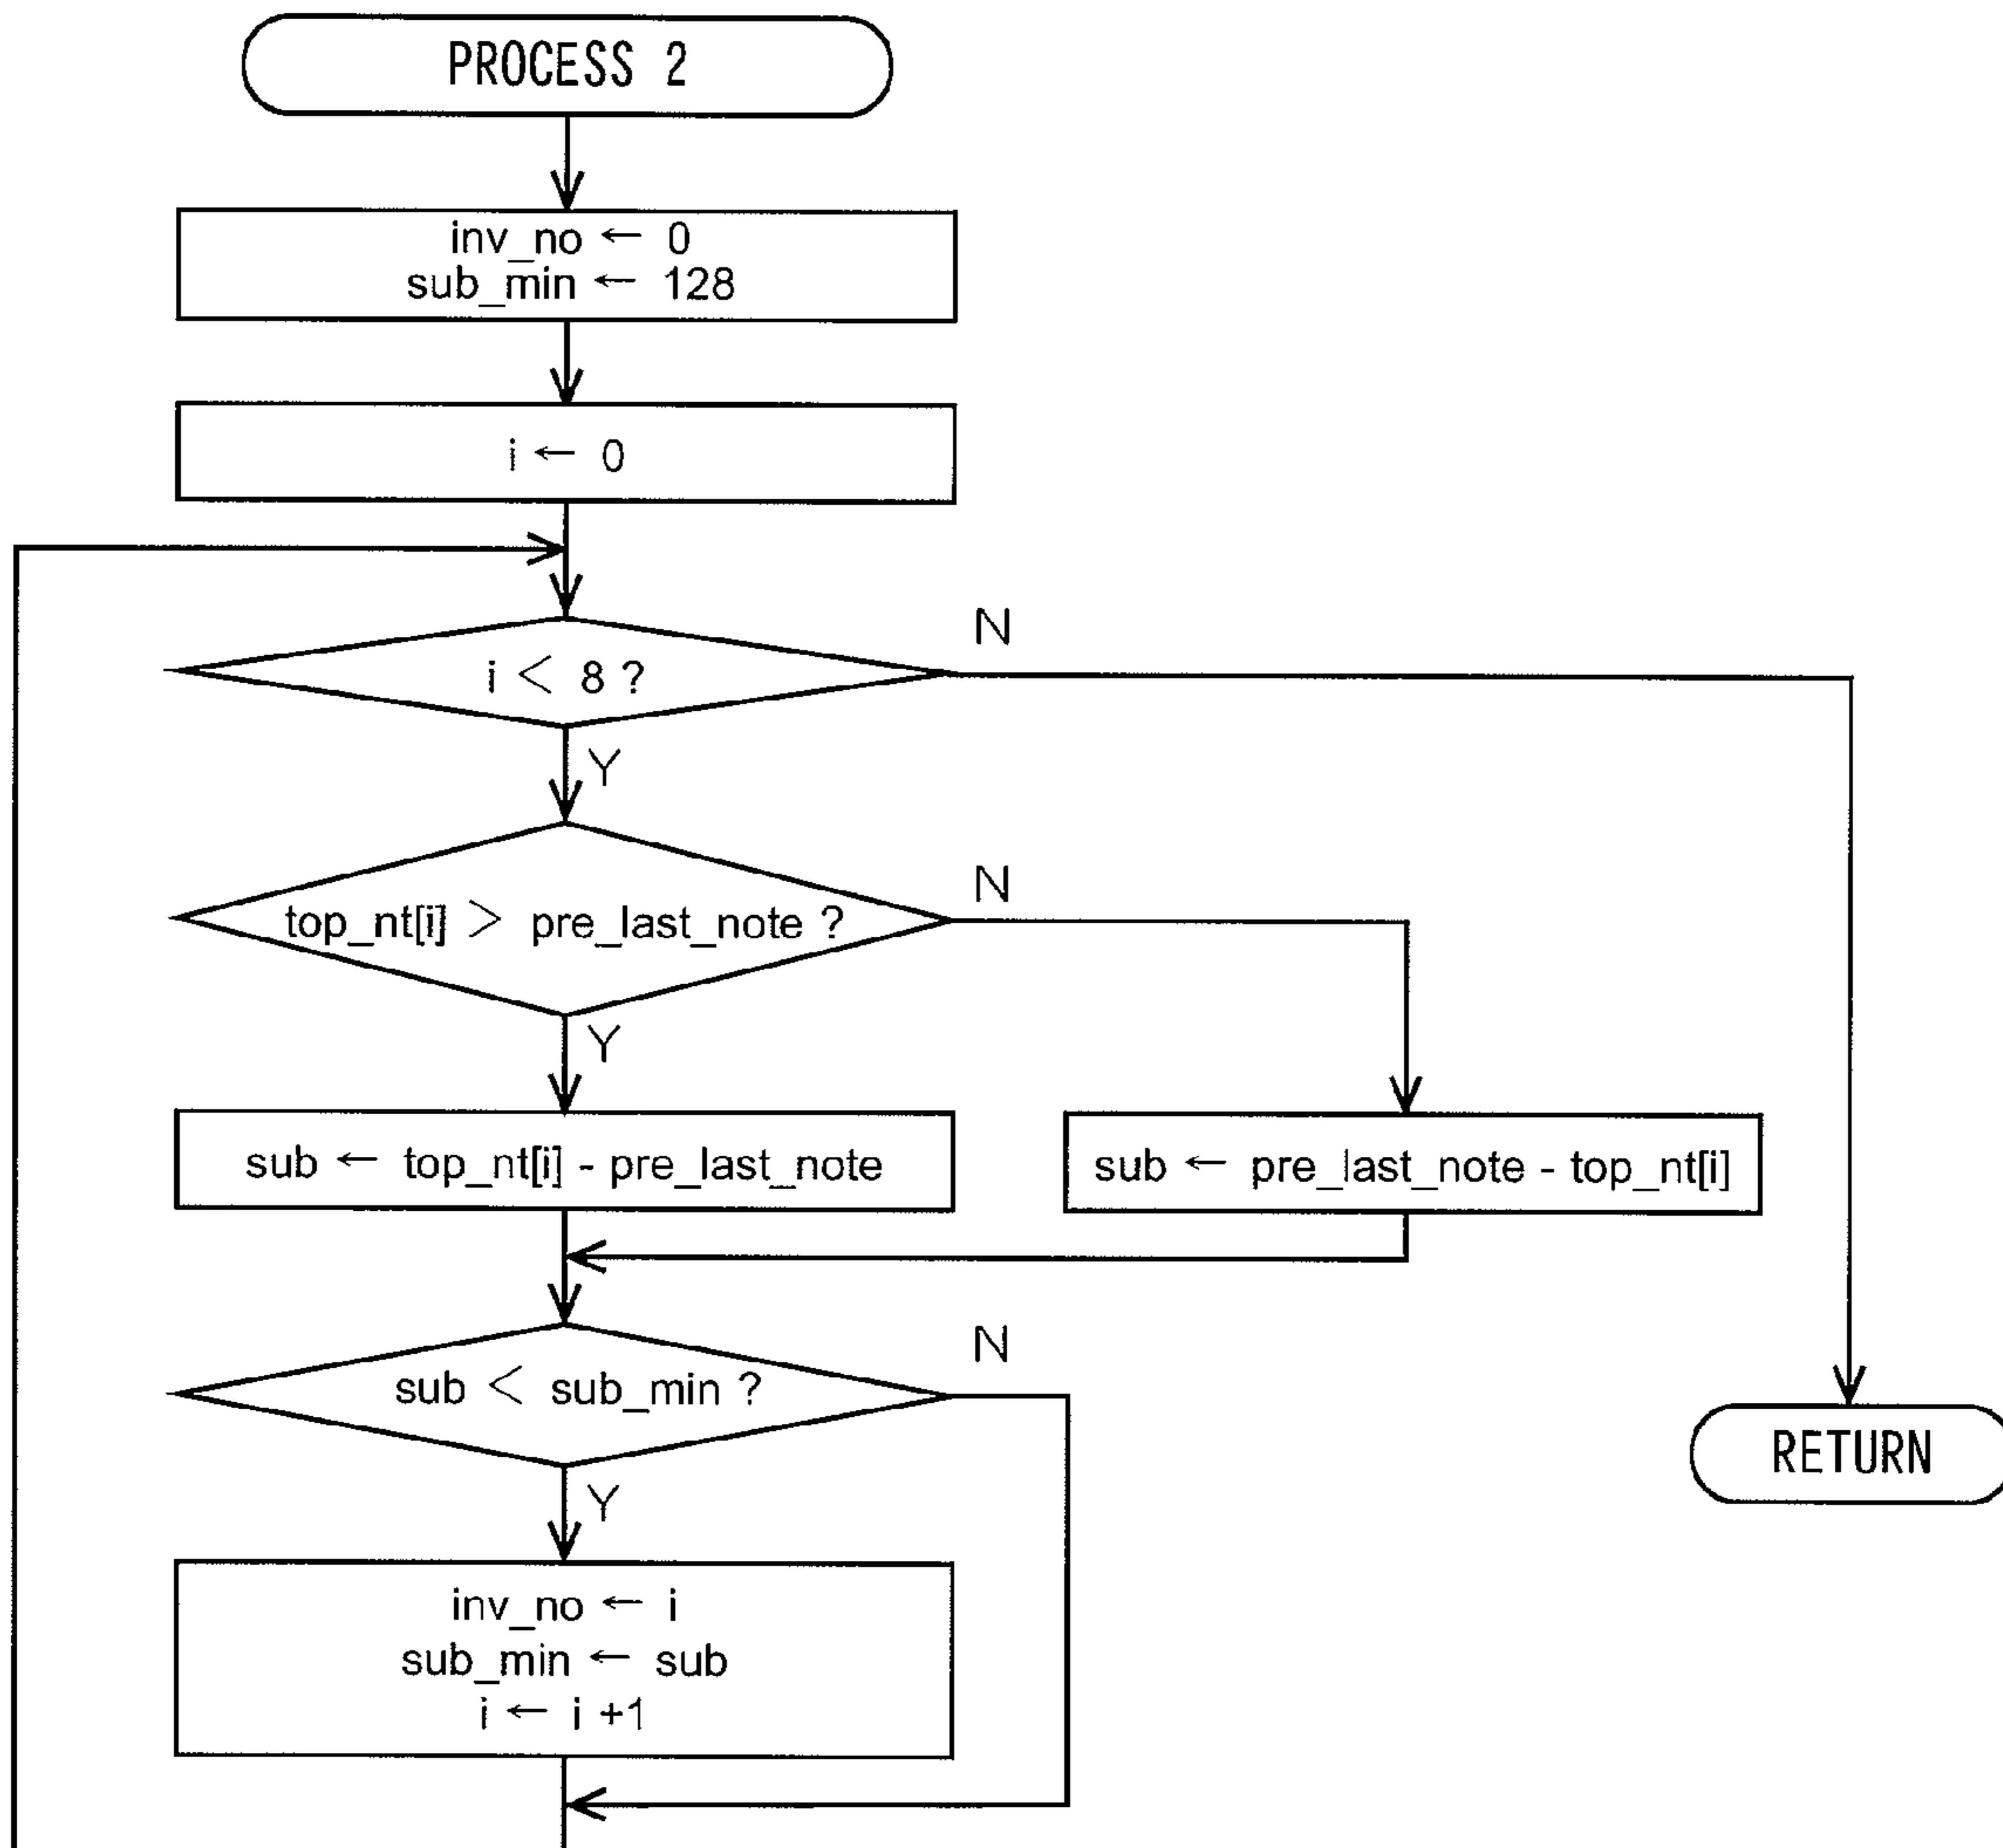 PROCESS 2
inv_no ← 0
sub_min ← 128
i ← 0
i < 8 ?
N
Y
top_nt[i] > pre_last_note ?
N
Y
sub ← top_nt[i] - pre_last_note
sub ← pre_last_note - top_nt[i]
sub < sub_min ?
N
Y
RETURN
inv_no ← i
sub_min ← sub
i ← i +1